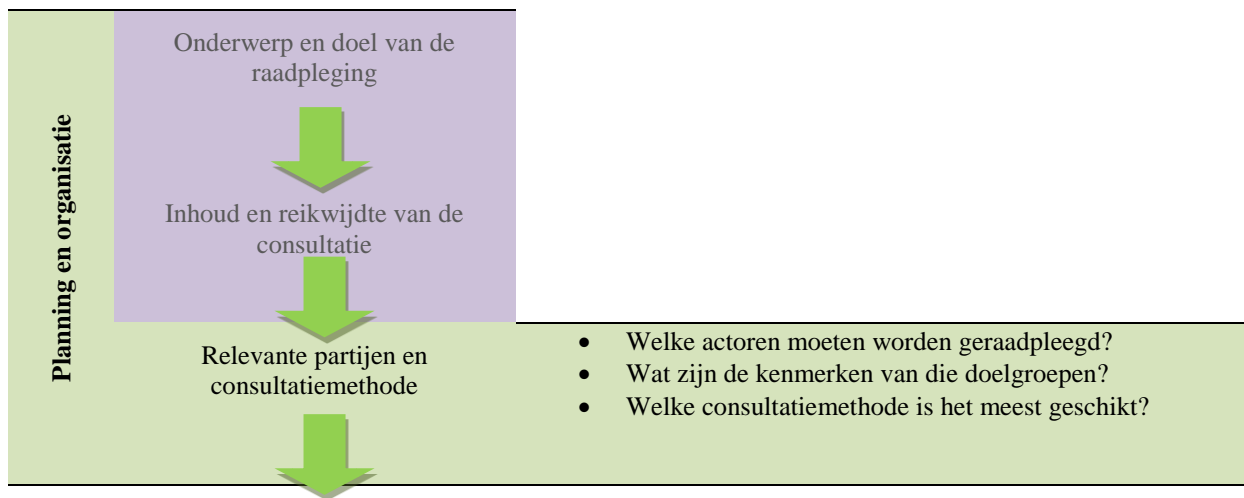 Planning en organisatie
Onderwerp en doel van de
raadpleging
Inhoud en reikwijdte van de
consultatie
Relevante partijen en
consultatiemethode
• Welke actoren moeten worden geraadpleegd?
• Wat zijn de kenmerken van die doelgroepen?
• Welke consultatiemethode is het meest geschikt?